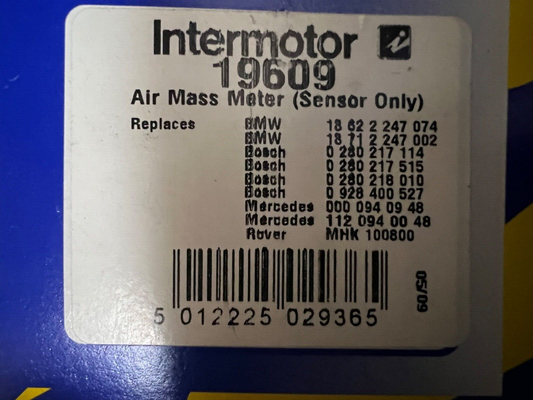 Intermotor
19609
Air Mass Meter (Sensor Only)
Replaces BMW 13 62 2 247 074
BMW 13 71 2 247 002
Bosch 0 280 217 114
Bosch 0 280 217 515
Bosch 0 280 218 010
Bosch 0 928 400 527
Mercedes 000 094 0 948
Mercedes 112 094 00 48
Rover MHK 100800
05/09
5 012225 029365